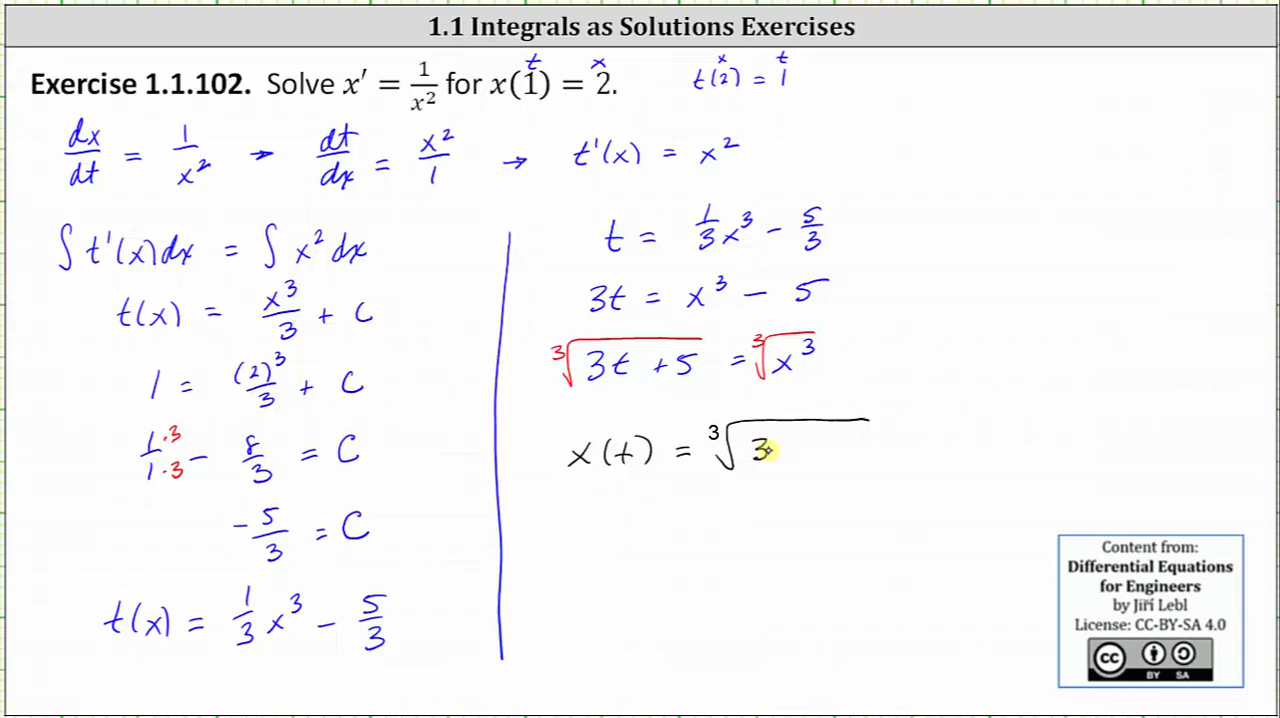 1.1 Integrals as Solutions Exercises
t x x t
Exercise 1.1.102. Solve x′ = 1/x² for x(1) = 2. t(2) = 1
dx/dt = 1/x² → dt/dx = x²/1 → t'(x) = x²
∫ t'(x) dx = ∫ x² dx
t(x) = x³/3 + C
1 = (2)³/3 + C
1·3/1·3 − 8/3 = C
−5/3 = C
t(x) = 1/3 x³ − 5/3
t = 1/3 x³ − 5/3
3t = x³ − 5
∛(3t + 5) = ∛(x³)
x(t) = ∛3
Content from:
Differential Equations
for Engineers
by Jiří Lebl
License: CC-BY-SA 4.0
cc
BY SA